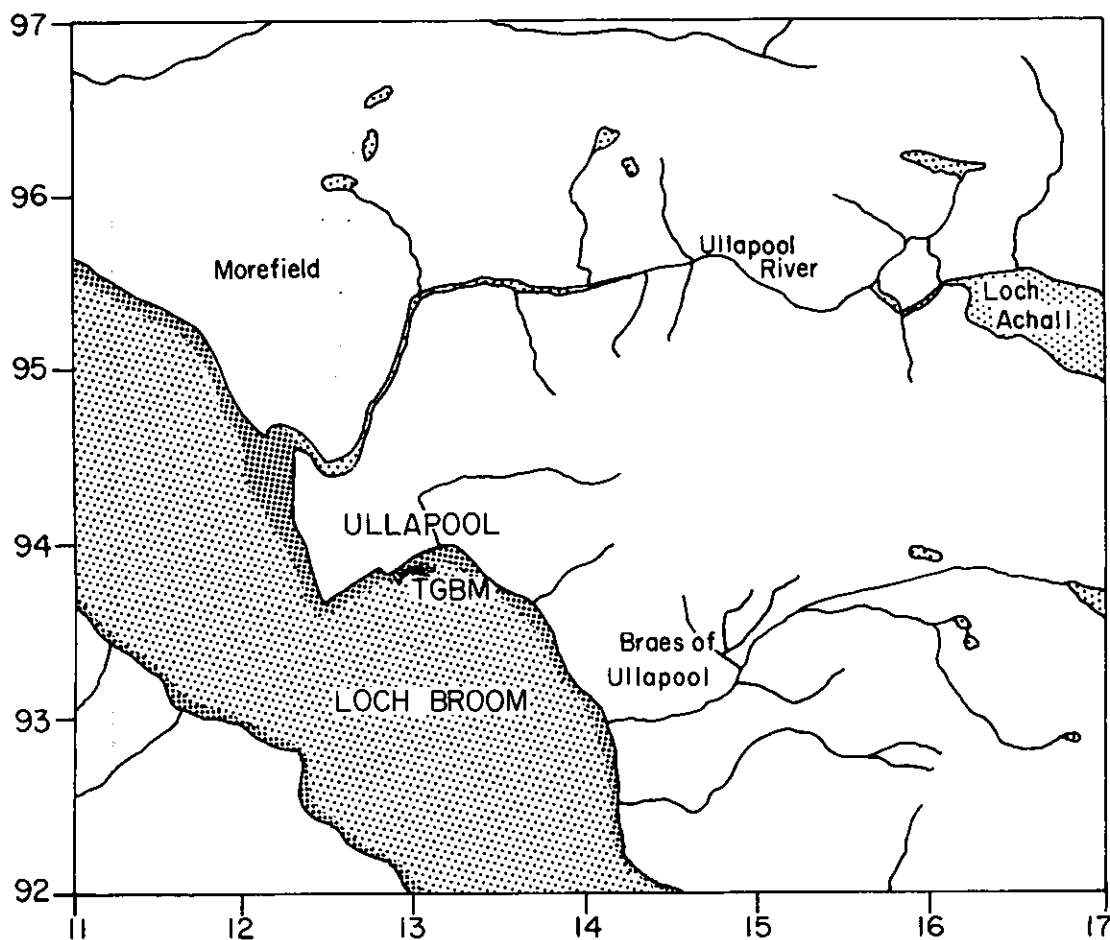 97
96
Ullapool
River
Morefield
Loch
Achall
95
ULLAPOOL
94
TGBM
Braes of
Ullapool
LOCH BROOM
93
92
11 12 13 14 15 16 17